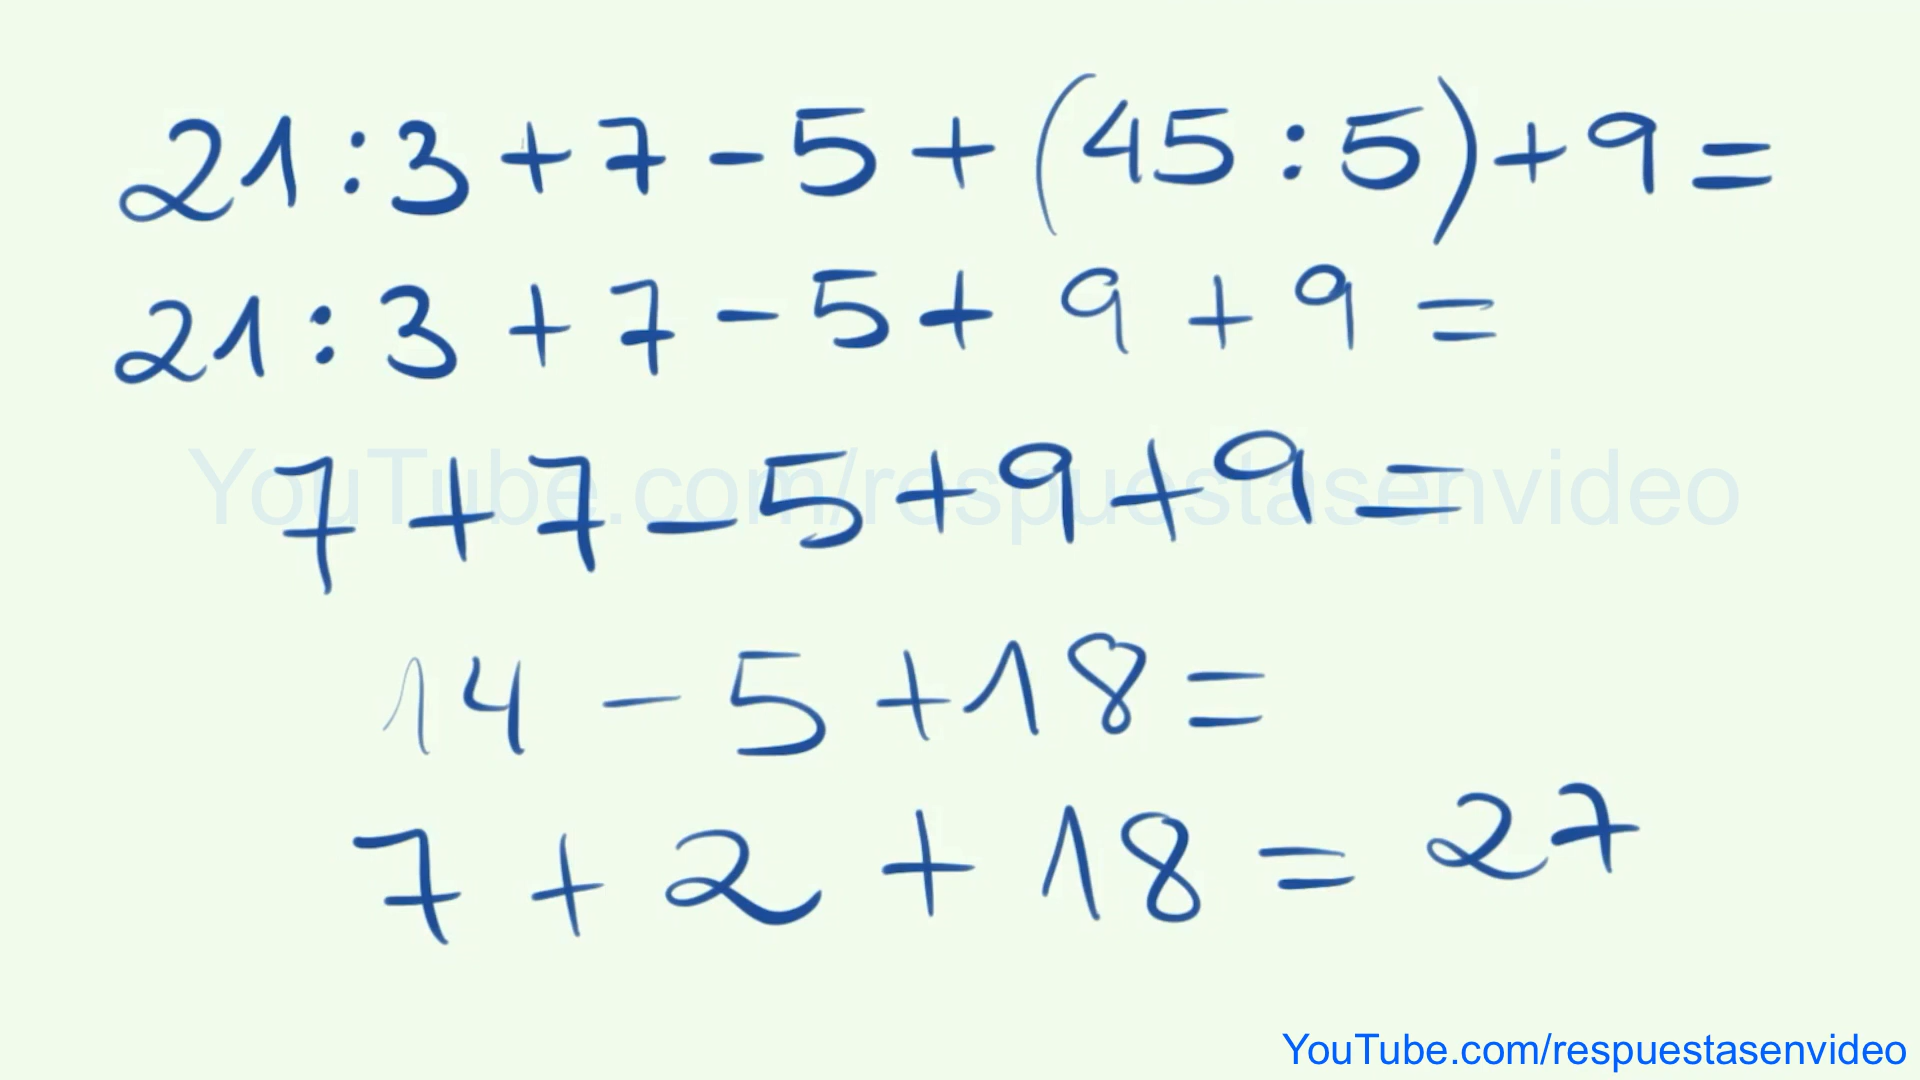 21:3+7-5+(45:5)+9=
21:3+7-5+9+9=
YouTube.com/respuestasenvideo
7+7-5+9+9=
14-5+18=
7+2+18=27
YouTube.com/respuestasenvideo